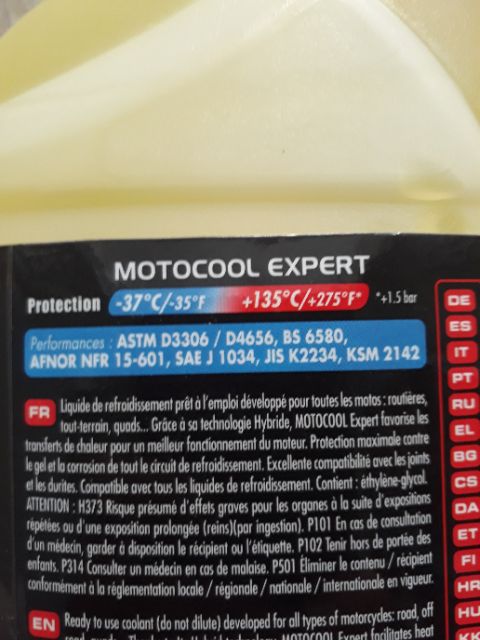 MOTOCOOL EXPERT
Protection -37°C/-35°F +135°C/+275°F* *+1.5 bar
Performances : ASTM D3306 / D4656, BS 6580,
AFNOR NFR 15-601, SAE J 1034, JIS K2234, KSM 2142
FR Liquide de refroidissement prêt à l'emploi développé pour toutes les motos : routières,
tout-terrain, quads... Grâce à sa technologie Hybride, MOTOCOOL Expert favorise les
transferts de chaleur pour un meilleur fonctionnement du moteur. Protection maximale contre
le gel et la corrosion de tout le circuit de refroidissement. Excellente compatibilité avec les joints
et les durites. Compatible avec tous les liquides de refroidissement. Contient : éthylène-glycol.
ATTENTION : H373 Risque présumé d'effets graves pour les organes à la suite d'expositions
répétées ou d'une exposition prolongée (reins)(par ingestion). P101 En cas de consultation
d'un médecin, garder à disposition le récipient ou l'étiquette. P102 Tenir hors de portée des
enfants. P314 Consulter un médecin en cas de malaise. P501 Éliminer le contenu / récipient
conformément à la réglementation locale / régionale / nationale / internationale en vigueur.
EN Ready to use coolant (do not dilute) developed for all types of motorcycles: road, off
MOTOCOOL Expert facilitates heat
DE
ES
IT
PT
RU
EL
BG
CS
DA
ET
FI
HR
HU
KK